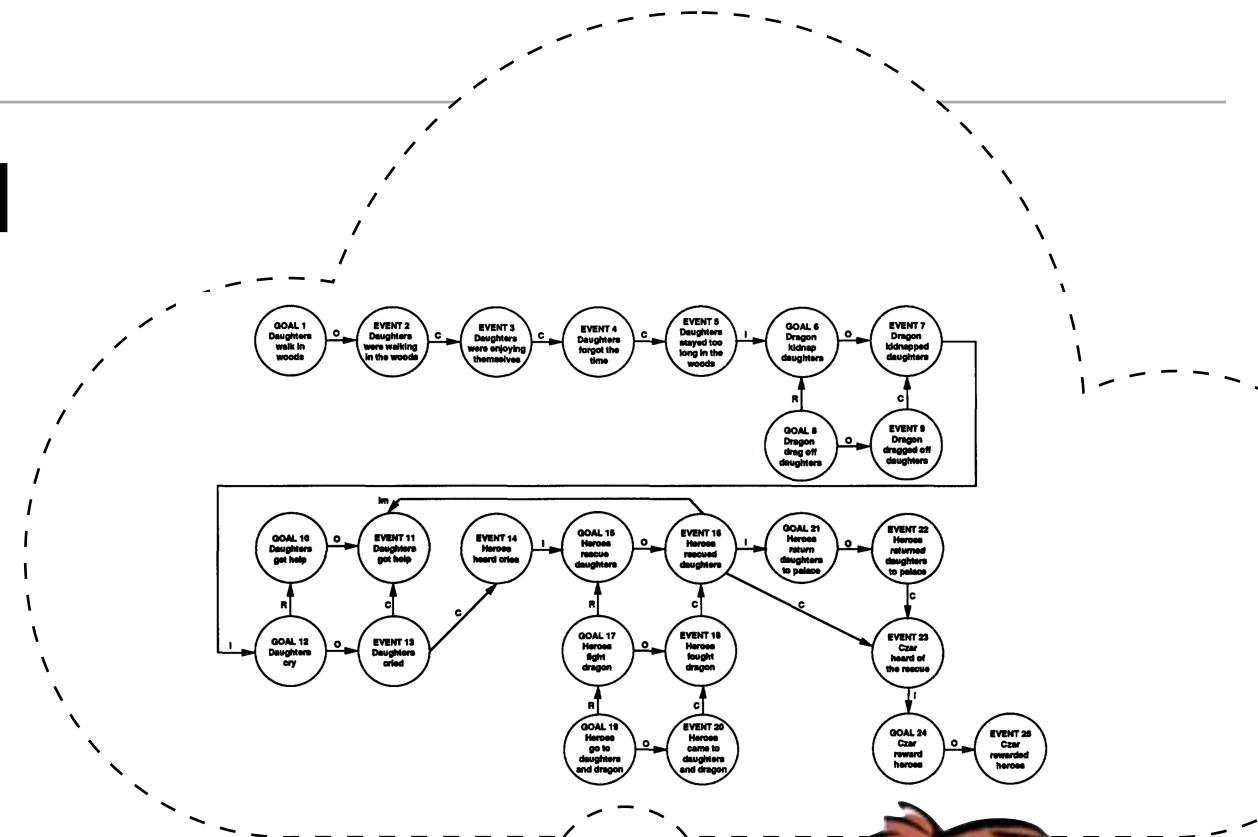 GOAL 1
Daughters
walk in
woods
O
EVENT 2
Daughters
were walking
in the woods
C
EVENT 3
Daughters
were enjoying
themselves
C
EVENT 4
Daughters
forgot the
time
C
EVENT 5
Daughters
stayed too
long in the
woods
I
GOAL 6
Dragon
kidnap
daughters
O
EVENT 7
Dragon
kidnapped
daughters
R
C
GOAL 8
Dragon
drag off
daughters
O
EVENT 9
Dragon
dragged off
daughters
Im
GOAL 10
Daughters
get help
O
EVENT 11
Daughters
got help
EVENT 14
Heroes
heard cries
I
GOAL 15
Heroes
rescue
daughters
O
EVENT 16
Heroes
rescued
daughters
I
GOAL 21
Heroes
return
daughters
to palace
O
EVENT 22
Heroes
returned
daughters
to palace
R
C
C
R
C
C
C
I
GOAL 12
Daughters
cry
O
EVENT 13
Daughters
cried
GOAL 17
Heroes
fight
dragon
O
EVENT 18
Heroes
fought
dragon
EVENT 23
Czar
heard of
the rescue
R
C
I
GOAL 19
Heroes
go to
daughters
and dragon
O
EVENT 20
Heroes
came to
daughters
and dragon
GOAL 24
Czar
reward
heroes
O
EVENT 25
Czar
rewarded
heroes